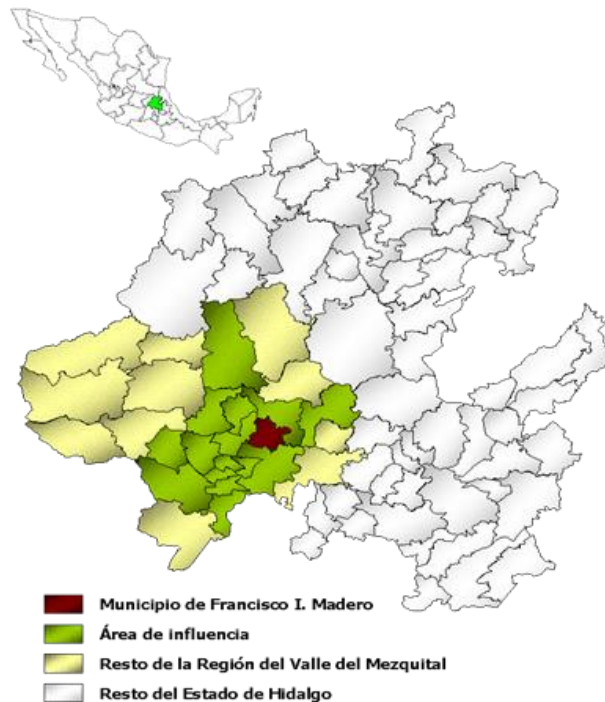 Municipio de Francisco I. Madero
Área de influencia
Resto de la Región del Valle del Mezquital
Resto del Estado de Hidalgo